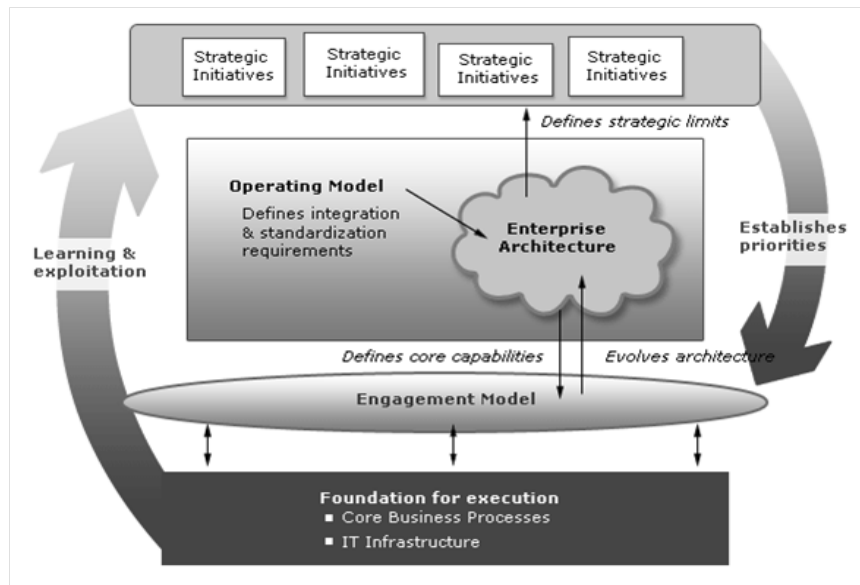 Strategic
Initiatives
Strategic
Initiatives
Strategic
Initiatives
Strategic
Initiatives
Defines strategic limits
Operating Model
Defines integration
& standardization
requirements
Enterprise
Architecture
Learning &
exploitation
Establishes
priorities
Defines core capabilities
Evolves architecture
Engagement Model
Foundation for execution
Core Business Processes
IT Infrastructure